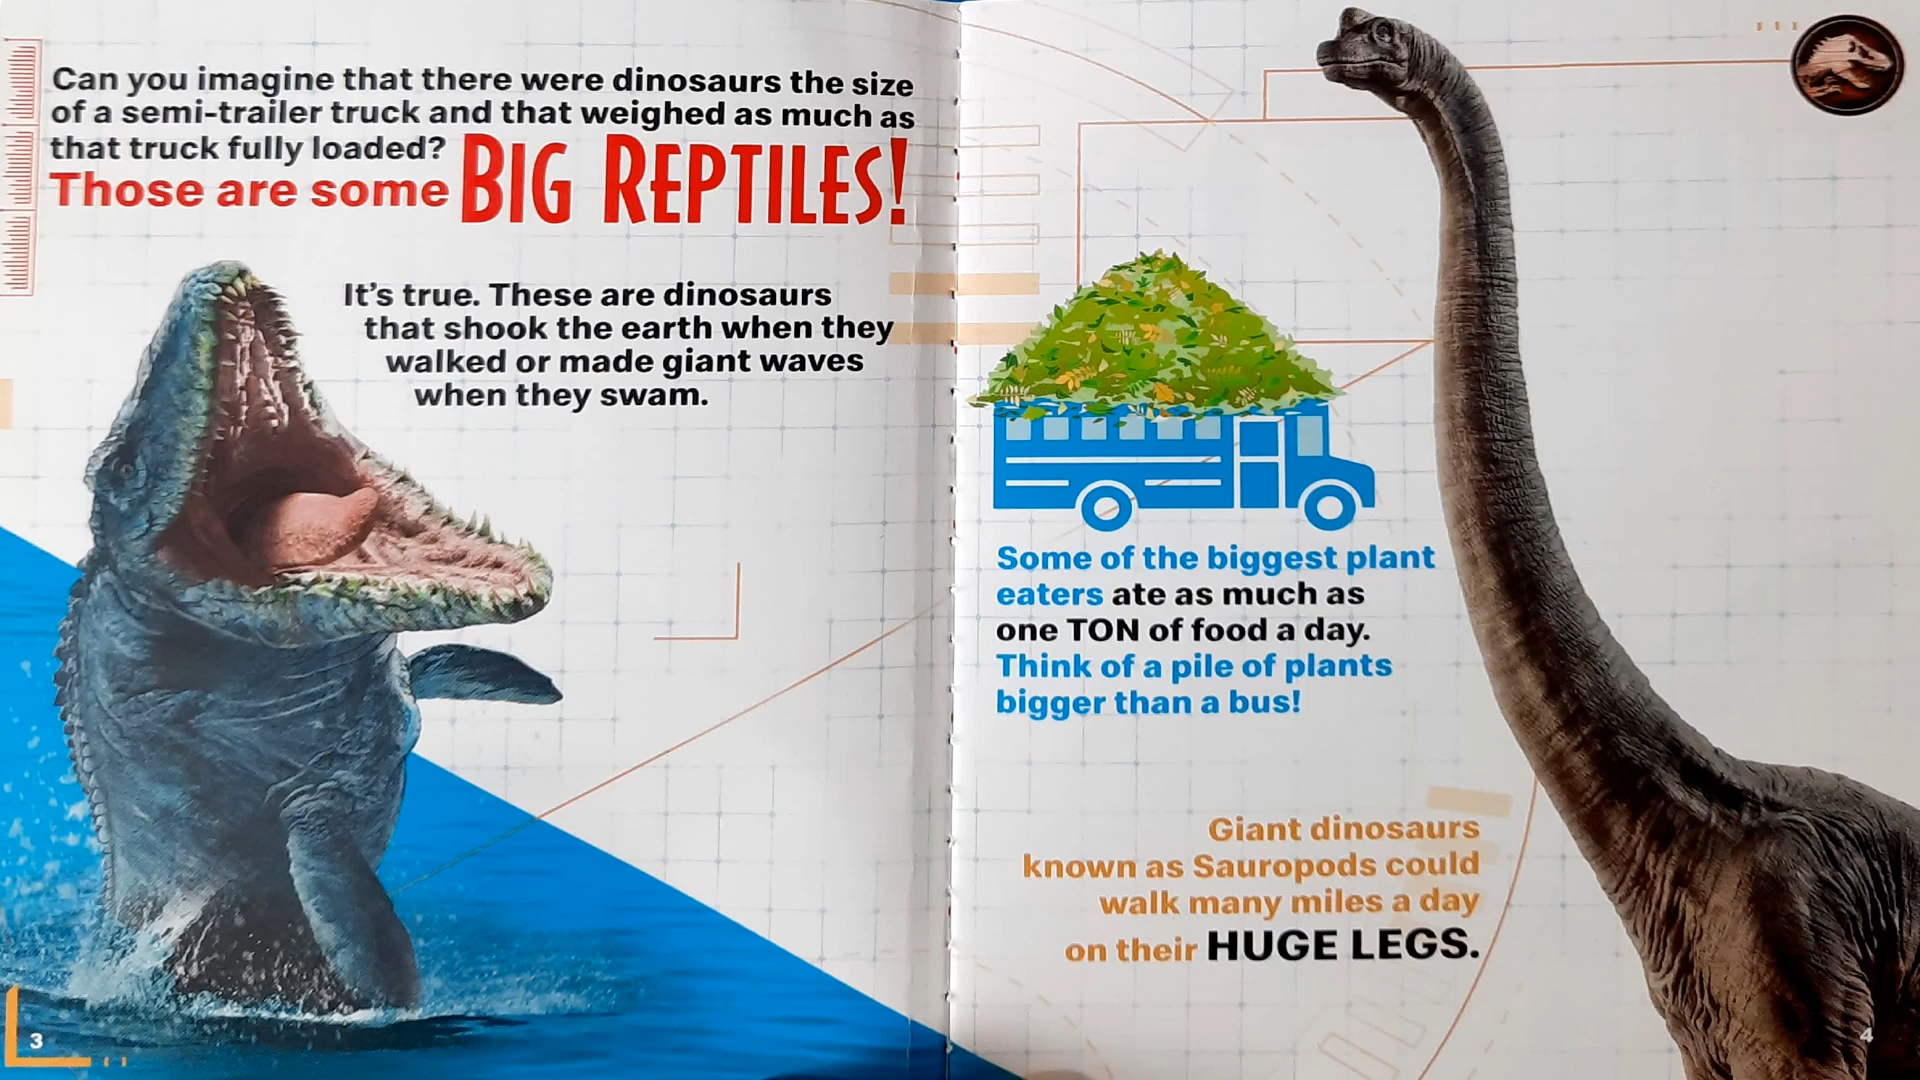 Can you imagine that there were dinosaurs the size
of a semi-trailer truck and that weighed as much as
that truck fully loaded?
Those are some BIG REPTILES!
It's true. These are dinosaurs
that shook the earth when they
walked or made giant waves
when they swam.
3
Some of the biggest plant
eaters ate as much as
one TON of food a day.
Think of a pile of plants
bigger than a bus!
Giant dinosaurs
known as Sauropods could
walk many miles a day
on their HUGE LEGS.
4